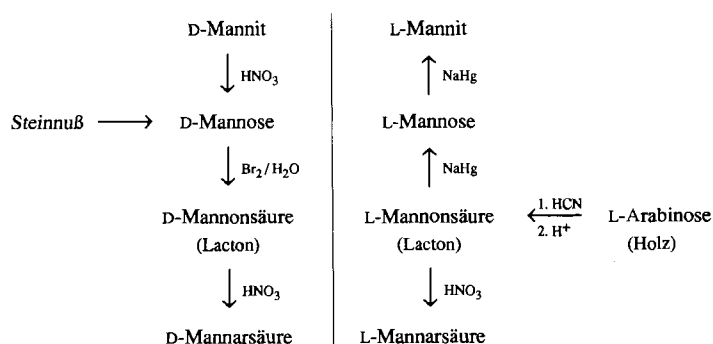 D-Mannit L-Mannit
HNO3 NaHg
Steinnuß D-Mannose L-Mannose
Br2/H2O NaHg
D-Mannonsäure L-Mannonsäure 1. HCN L-Arabinose
(Lacton) (Lacton) 2. H+ (Holz)
HNO3 HNO3
D-Mannarsäure L-Mannarsäure